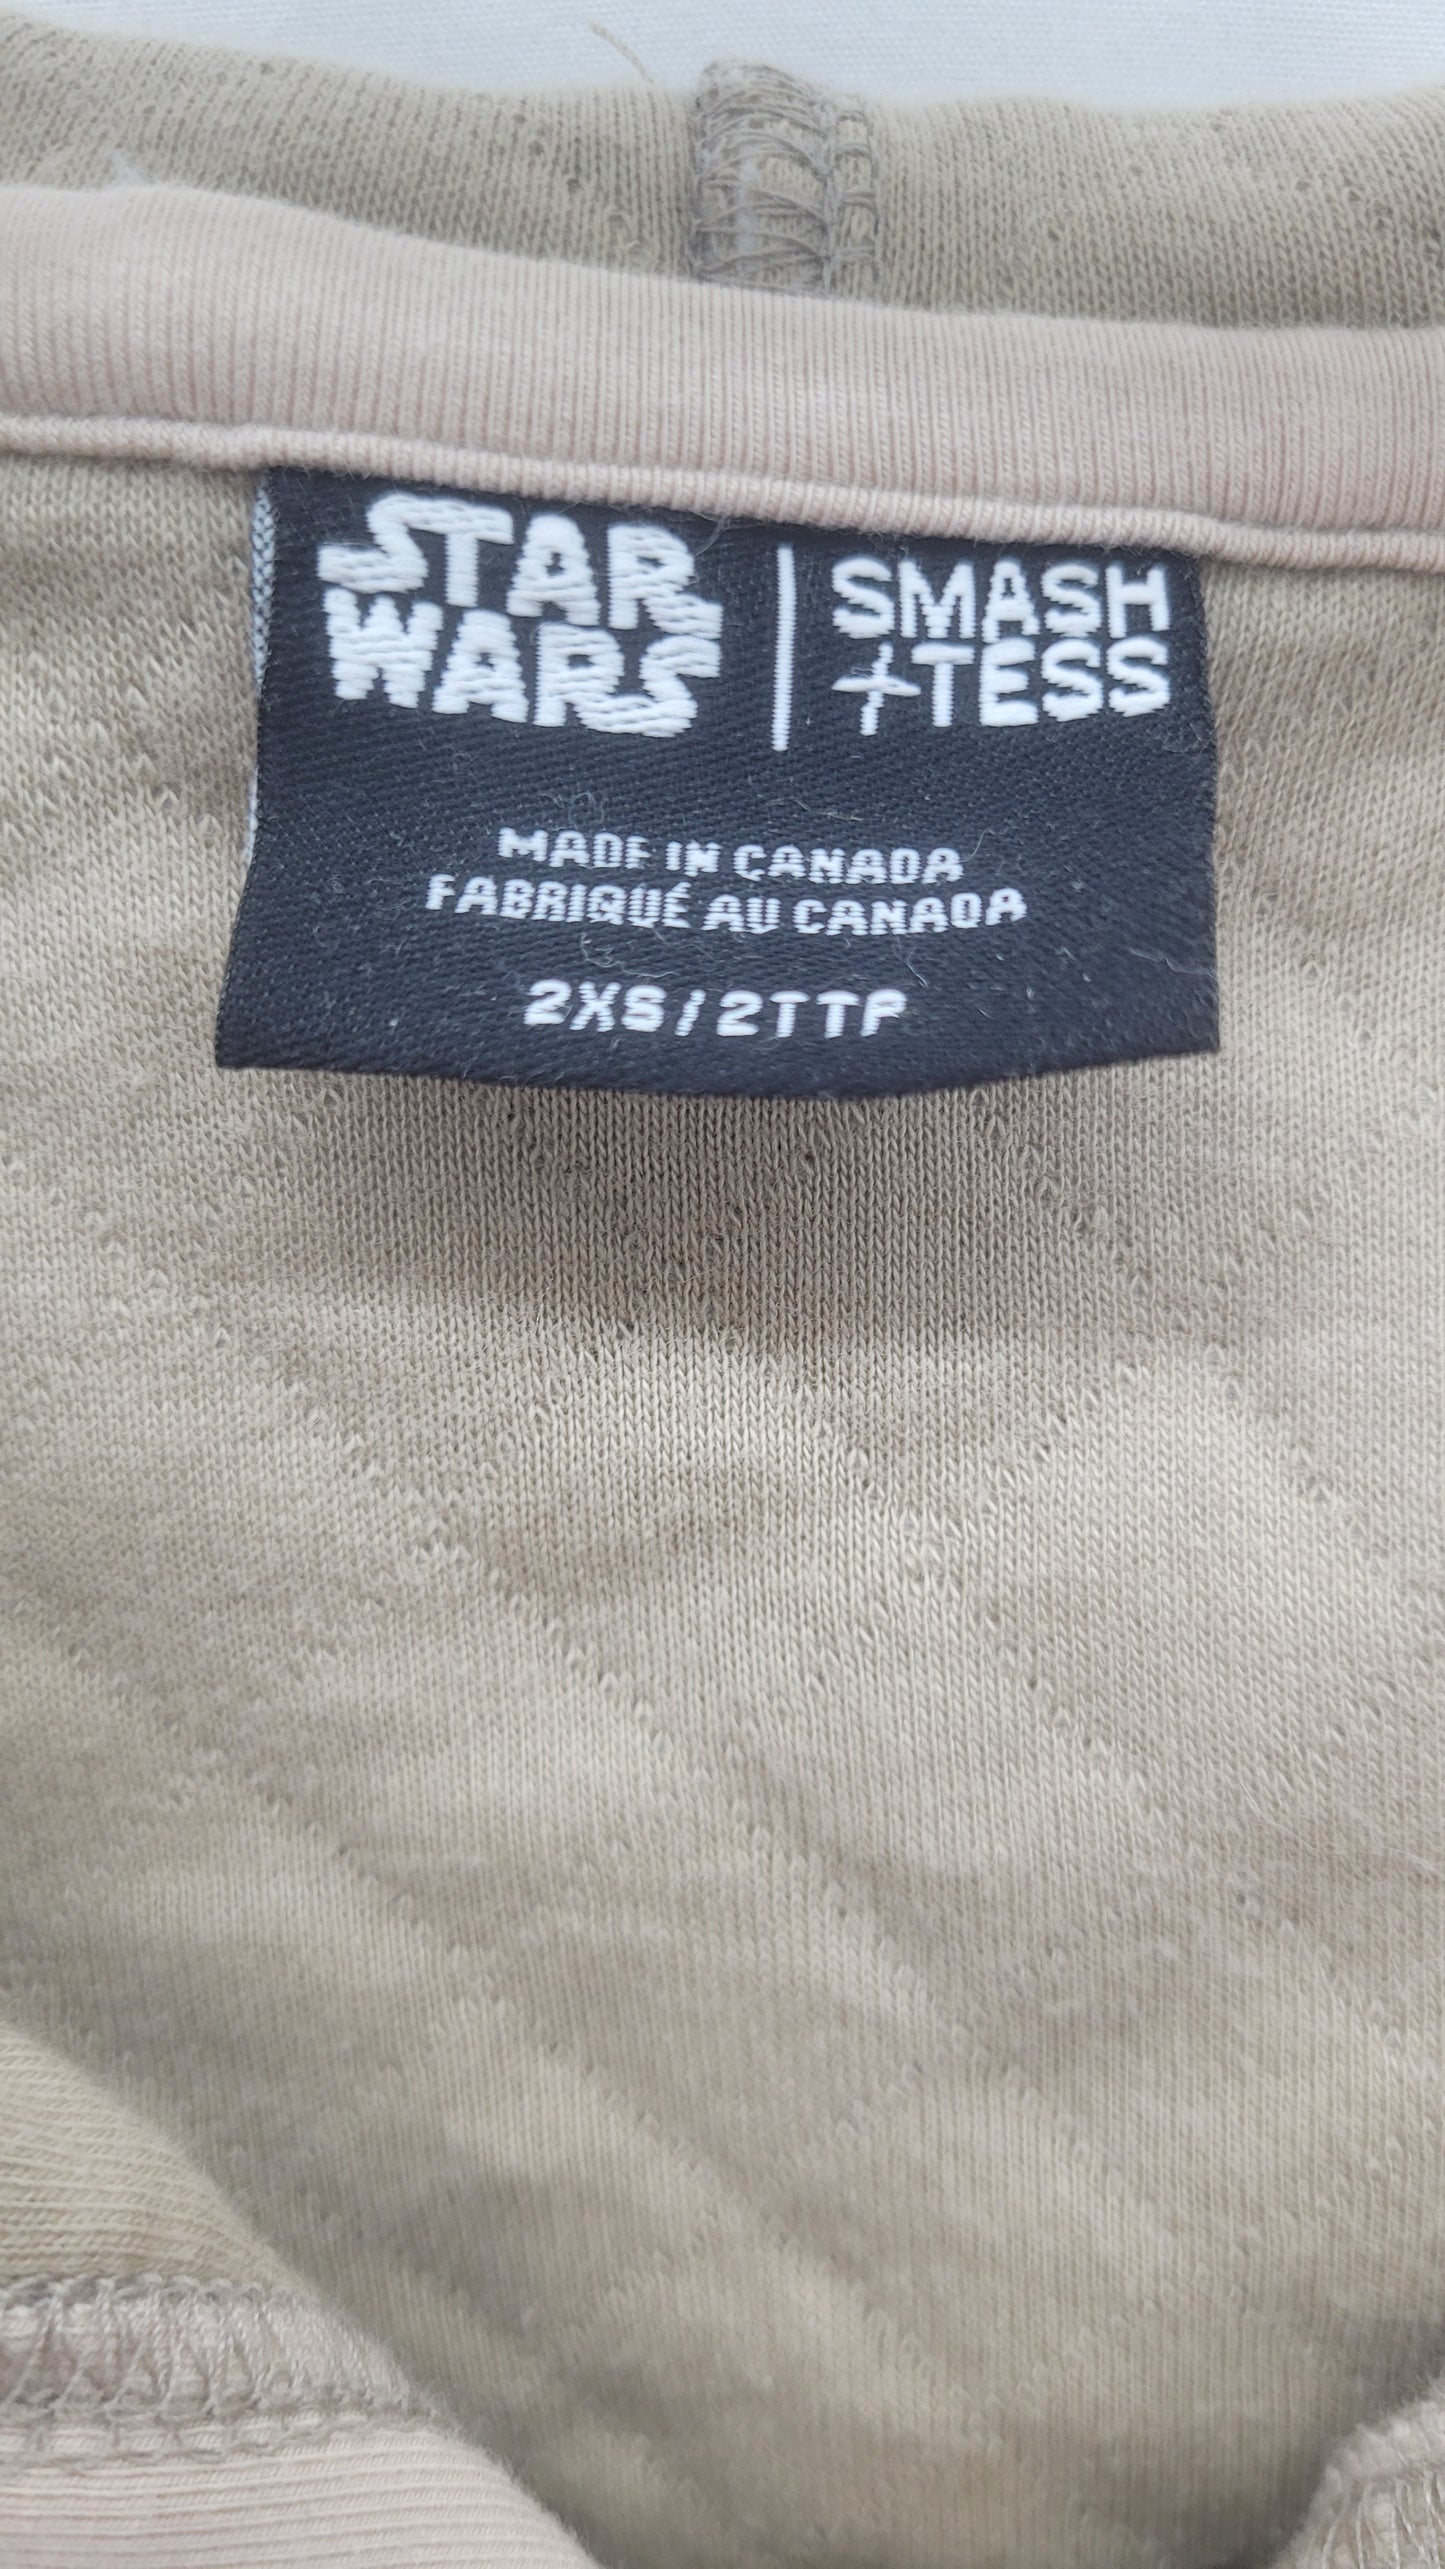 STAR WARS | SMASH + TESS
MADE IN CANADA
FABRIQUÉ AU CANADA
2XS / 2TTP